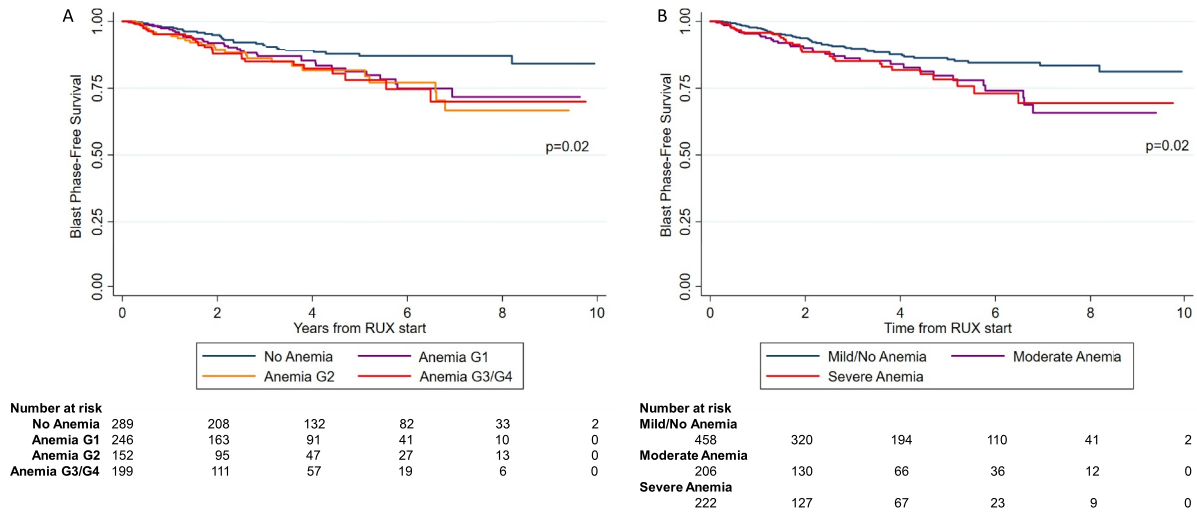 A
Blast Phase-Free Survival
1.00
0.75
0.50
0.25
0.00
p=0.02
0 2 4 6 8 10
Years from RUX start
No Anemia Anemia G1
Anemia G2 Anemia G3/G4
Number at risk
No Anemia 289 208 132 82 33 2
Anemia G1 246 163 91 41 10 0
Anemia G2 152 95 47 27 13 0
Anemia G3/G4 199 111 57 19 6 0
B
Blast Phase-Free Survival
1.00
0.75
0.50
0.25
0.00
p=0.02
0 2 4 6 8 10
Time from RUX start
Mild/No Anemia Moderate Anemia
Severe Anemia
Number at risk
Mild/No Anemia
458 320 194 110 41 2
Moderate Anemia
206 130 66 36 12 0
Severe Anemia
222 127 67 23 9 0